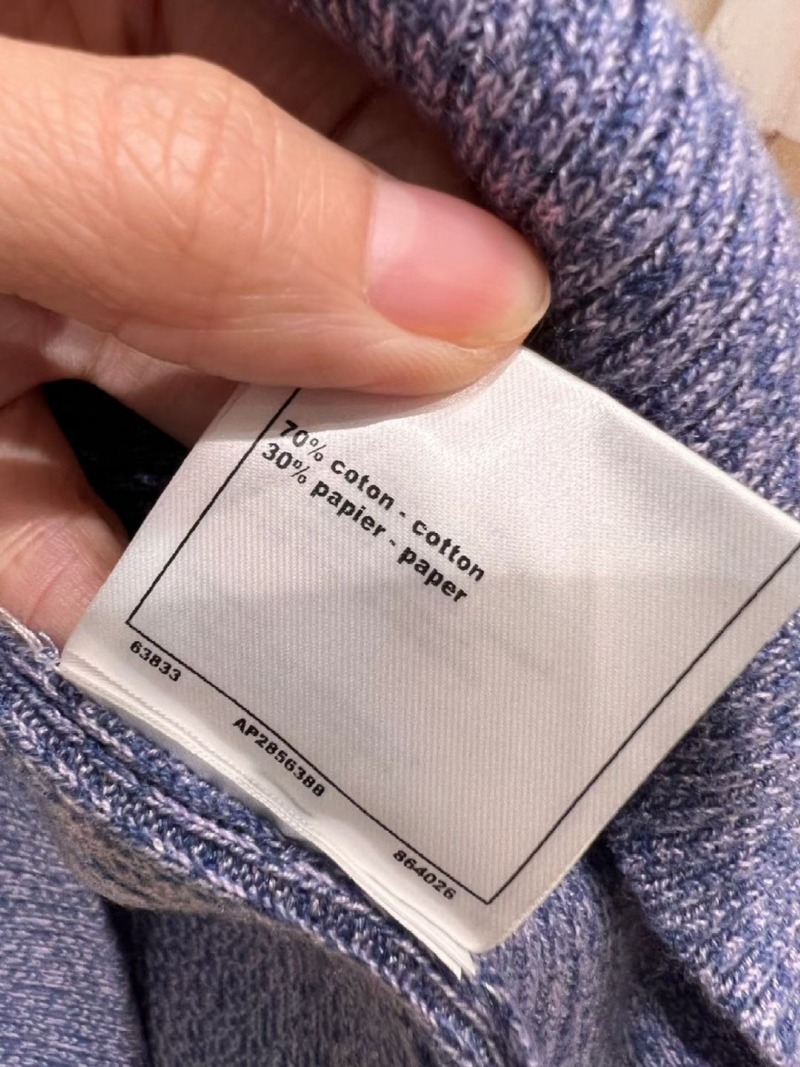 70% coton - cotton
30% papier - paper
63833
AP2856388
864026